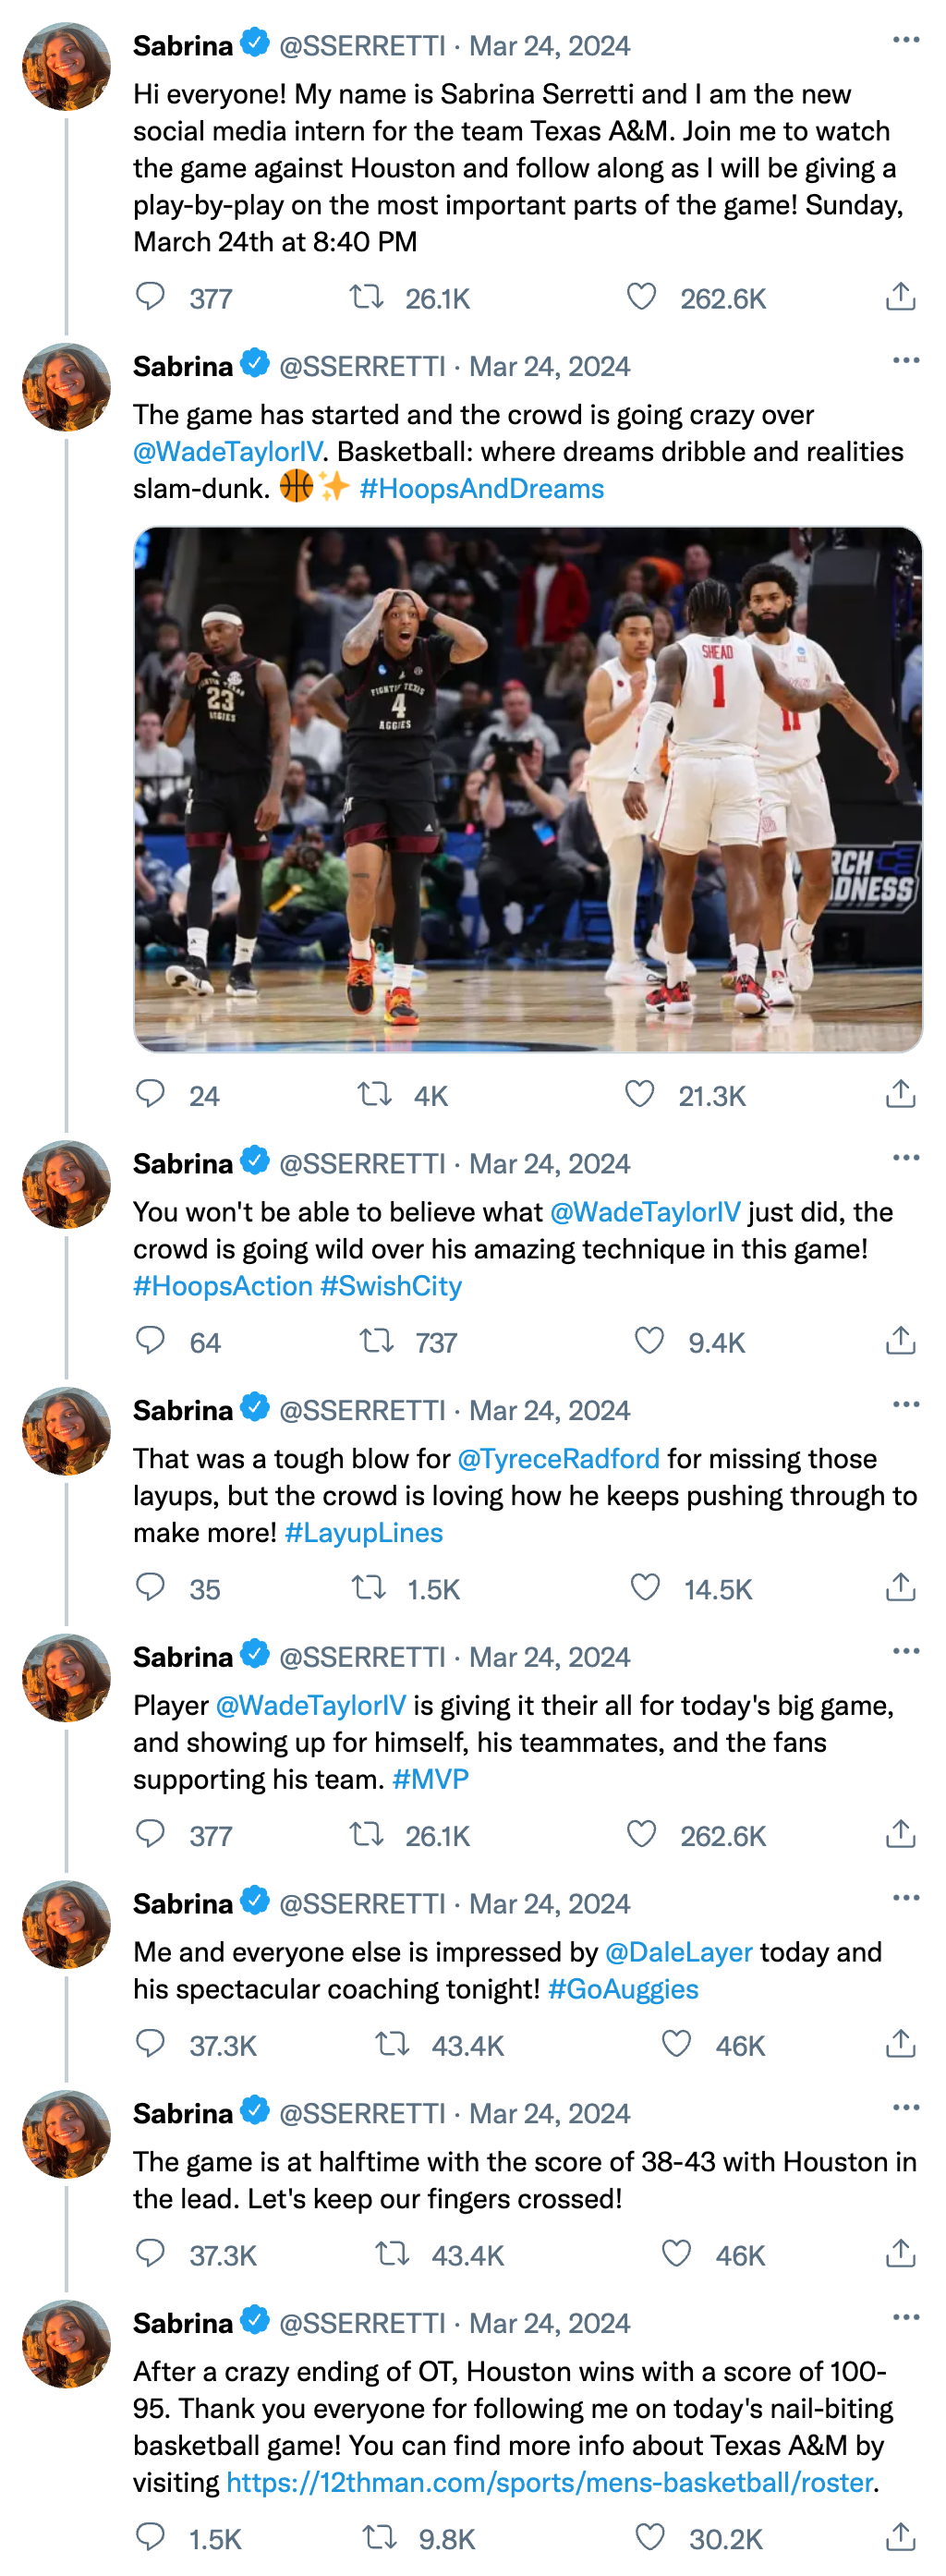 Sabrina @SSERRETTI · Mar 24, 2024
Hi everyone! My name is Sabrina Serretti and I am the new
social media intern for the team Texas A&M. Join me to watch
the game against Houston and follow along as I will be giving a
play-by-play on the most important parts of the game! Sunday,
March 24th at 8:40 PM
377 26.1K 262.6K
Sabrina @SSERRETTI · Mar 24, 2024
The game has started and the crowd is going crazy over
@WadeTaylorIV. Basketball: where dreams dribble and realities
slam-dunk. 🏀✨ #HoopsAndDreams
23
AGGIES
FIGHTIN' TEXAS
4
AGGIES
SHEAD
1
11
RCH
DNESS
24 4K 21.3K
Sabrina @SSERRETTI · Mar 24, 2024
You won't be able to believe what @WadeTaylorIV just did, the
crowd is going wild over his amazing technique in this game!
#HoopsAction #SwishCity
64 737 9.4K
Sabrina @SSERRETTI · Mar 24, 2024
That was a tough blow for @TyreceRadford for missing those
layups, but the crowd is loving how he keeps pushing through to
make more! #LayupLines
35 1.5K 14.5K
Sabrina @SSERRETTI · Mar 24, 2024
Player @WadeTaylorIV is giving it their all for today's big game,
and showing up for himself, his teammates, and the fans
supporting his team. #MVP
377 26.1K 262.6K
Sabrina @SSERRETTI · Mar 24, 2024
Me and everyone else is impressed by @DaleLayer today and
his spectacular coaching tonight! #GoAuggies
37.3K 43.4K 46K
Sabrina @SSERRETTI · Mar 24, 2024
The game is at halftime with the score of 38-43 with Houston in
the lead. Let's keep our fingers crossed!
37.3K 43.4K 46K
Sabrina @SSERRETTI · Mar 24, 2024
After a crazy ending of OT, Houston wins with a score of 100-
95. Thank you everyone for following me on today's nail-biting
basketball game! You can find more info about Texas A&M by
visiting https://12thman.com/sports/mens-basketball/roster.
1.5K 9.8K 30.2K